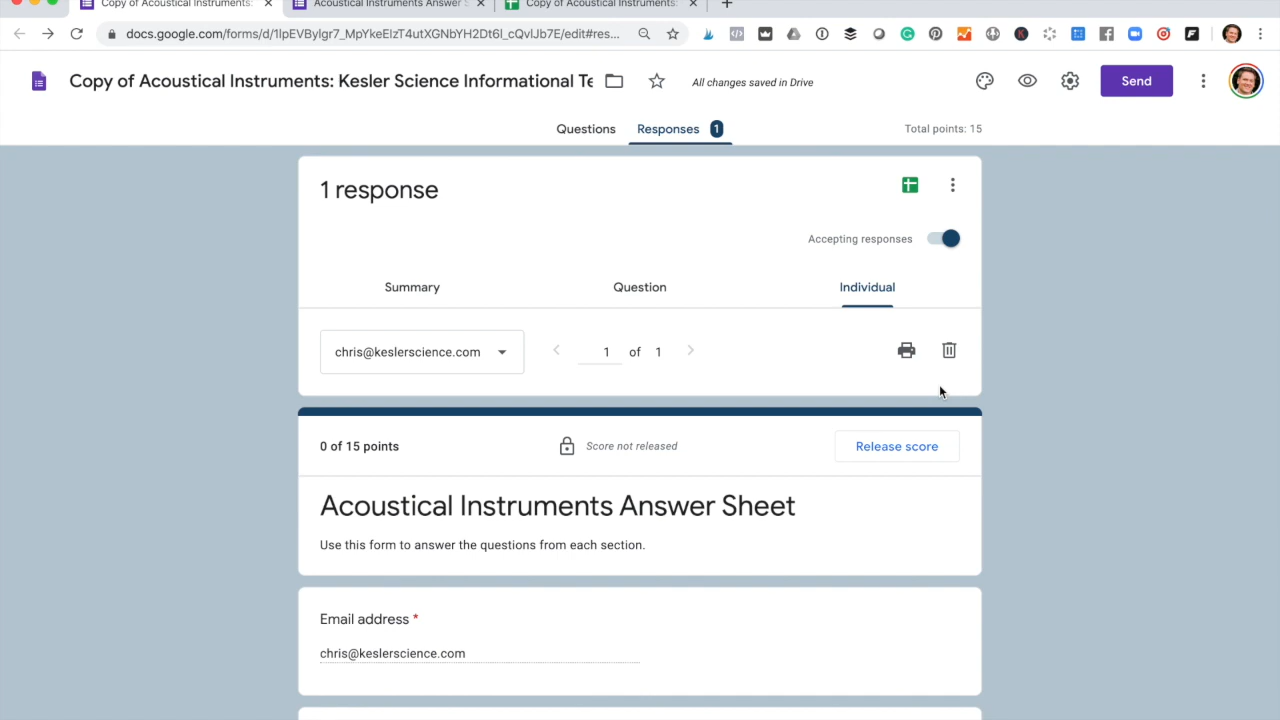 Copy of Acoustical Instruments:
Acoustical Instruments Answer S
Copy of Acoustical Instruments:
docs.google.com/forms/d/1IpEVByIgr7_MpYkeElzT4utXGNbYH2Dt6l_cQvlJb7E/edit#res...
Copy of Acoustical Instruments: Kesler Science Informational Te
All changes saved in Drive
Send
Questions
Responses 1
Total points: 15
1 response
Accepting responses
Summary
Question
Individual
chris@keslerscience.com
1 of 1
0 of 15 points
Score not released
Release score
Acoustical Instruments Answer Sheet
Use this form to answer the questions from each section.
Email address *
chris@keslerscience.com